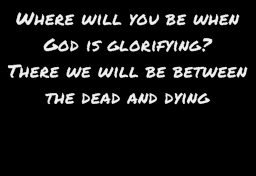 Where will you be when
God is glorifying?
There we will be between
the dead and dying